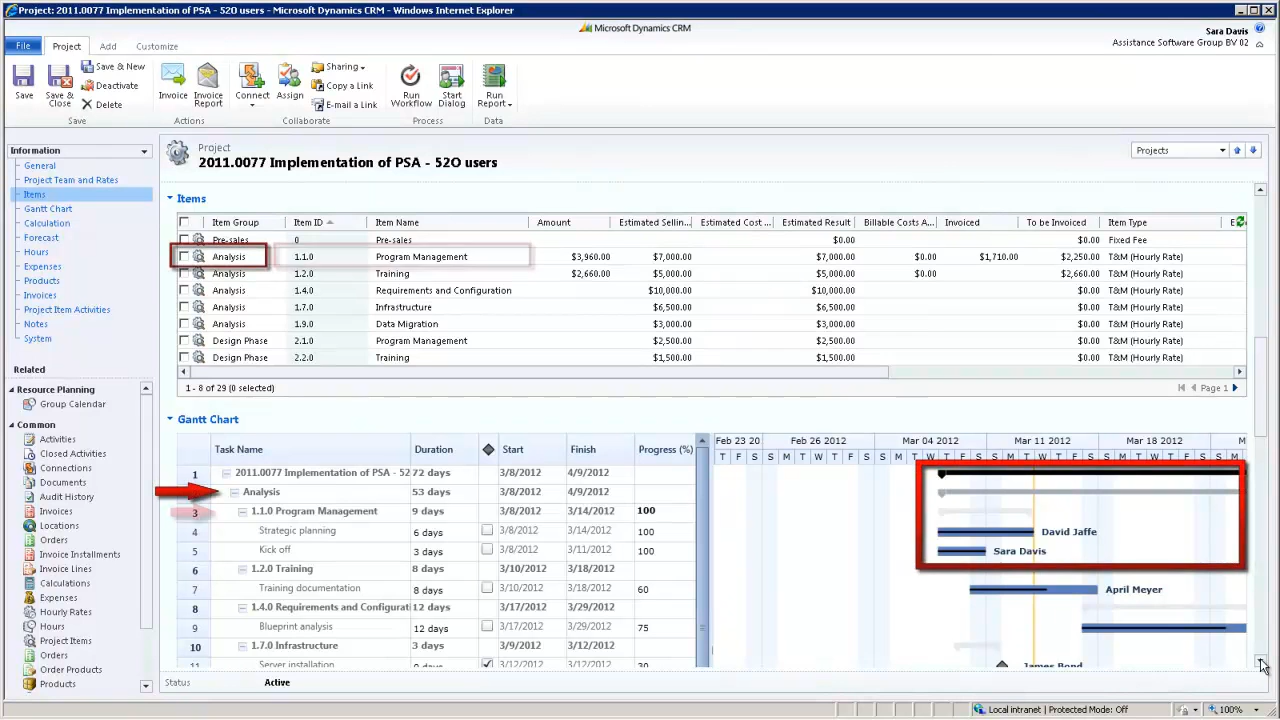 Project: 2011.0077 Implementation of PSA - 52O users - Microsoft Dynamics CRM - Windows Internet Explorer
Microsoft Dynamics CRM
Sara Davis
Assistance Software Group BV 02
File Project Add Customize
Save
Save & Close
Save & New
Deactivate
Delete
Save
Invoice
Invoice Report
Actions
Connect
Assign
Sharing
Copy a Link
E-mail a Link
Collaborate
Run Workflow
Start Dialog
Process
Run Report
Data
Information
General
Project Team and Rates
Items
Gantt Chart
Calculation
Forecast
Hours
Expenses
Products
Invoices
Project Item Activities
Notes
System
Related
Resource Planning
Group Calendar
Common
Activities
Closed Activities
Connections
Documents
Audit History
Invoices
Locations
Orders
Invoice Installments
Invoice Lines
Calculations
Expenses
Hourly Rates
Hours
Project Items
Orders
Order Products
Products
Project
2011.0077 Implementation of PSA - 52O users
Projects
Items
Item Group Item ID Item Name Amount Estimated Sellin... Estimated Cost ... Estimated Result Billable Costs A... Invoiced To be Invoiced Item Type E
Pre-sales 0 Pre-sales $0.00 $0.00 Fixed Fee
Analysis 1.1.0 Program Management $3,960.00 $7,000.00 $7,000.00 $0.00 $1,710.00 $2,250.00 T&M (Hourly Rate)
Analysis 1.2.0 Training $2,660.00 $5,000.00 $5,000.00 $0.00 $2,660.00 T&M (Hourly Rate)
Analysis 1.4.0 Requirements and Configuration $10,000.00 $10,000.00 $0.00 T&M (Hourly Rate)
Analysis 1.7.0 Infrastructure $6,500.00 $6,500.00 $0.00 T&M (Hourly Rate)
Analysis 1.9.0 Data Migration $3,000.00 $3,000.00 $0.00 T&M (Hourly Rate)
Design Phase 2.1.0 Program Management $2,500.00 $2,500.00 $0.00 T&M (Hourly Rate)
Design Phase 2.2.0 Training $1,500.00 $1,500.00 $0.00 T&M (Hourly Rate)
1 - 8 of 29 (0 selected) Page 1
Gantt Chart
Task Name Duration Start Finish Progress (%)
Feb 23 20 Feb 26 2012 Mar 04 2012 Mar 11 2012 Mar 18 2012 M
T F S S M T W T F S S M T W T F S S M T W T F S S M T W T F S S M T W
1 2011.0077 Implementation of PSA - 52 72 days 3/8/2012 4/9/2012
Analysis 53 days 3/8/2012 4/9/2012
3 1.1.0 Program Management 9 days 3/8/2012 3/14/2012 100
4 Strategic planning 6 days 3/8/2012 3/14/2012 100 David Jaffe
5 Kick off 3 days 3/8/2012 3/11/2012 100 Sara Davis
6 1.2.0 Training 8 days 3/10/2012 3/18/2012
7 Training documentation 8 days 3/10/2012 3/18/2012 60 April Meyer
8 1.4.0 Requirements and Configurat 12 days 3/17/2012 3/29/2012
9 Blueprint analysis 12 days 3/17/2012 3/29/2012 75
10 1.7.0 Infrastructure 3 days 3/9/2012 3/12/2012
11 Server installation 0 days 3/12/2012 3/12/2012 30 James Bond
Status Active
Local intranet | Protected Mode: Off 100%